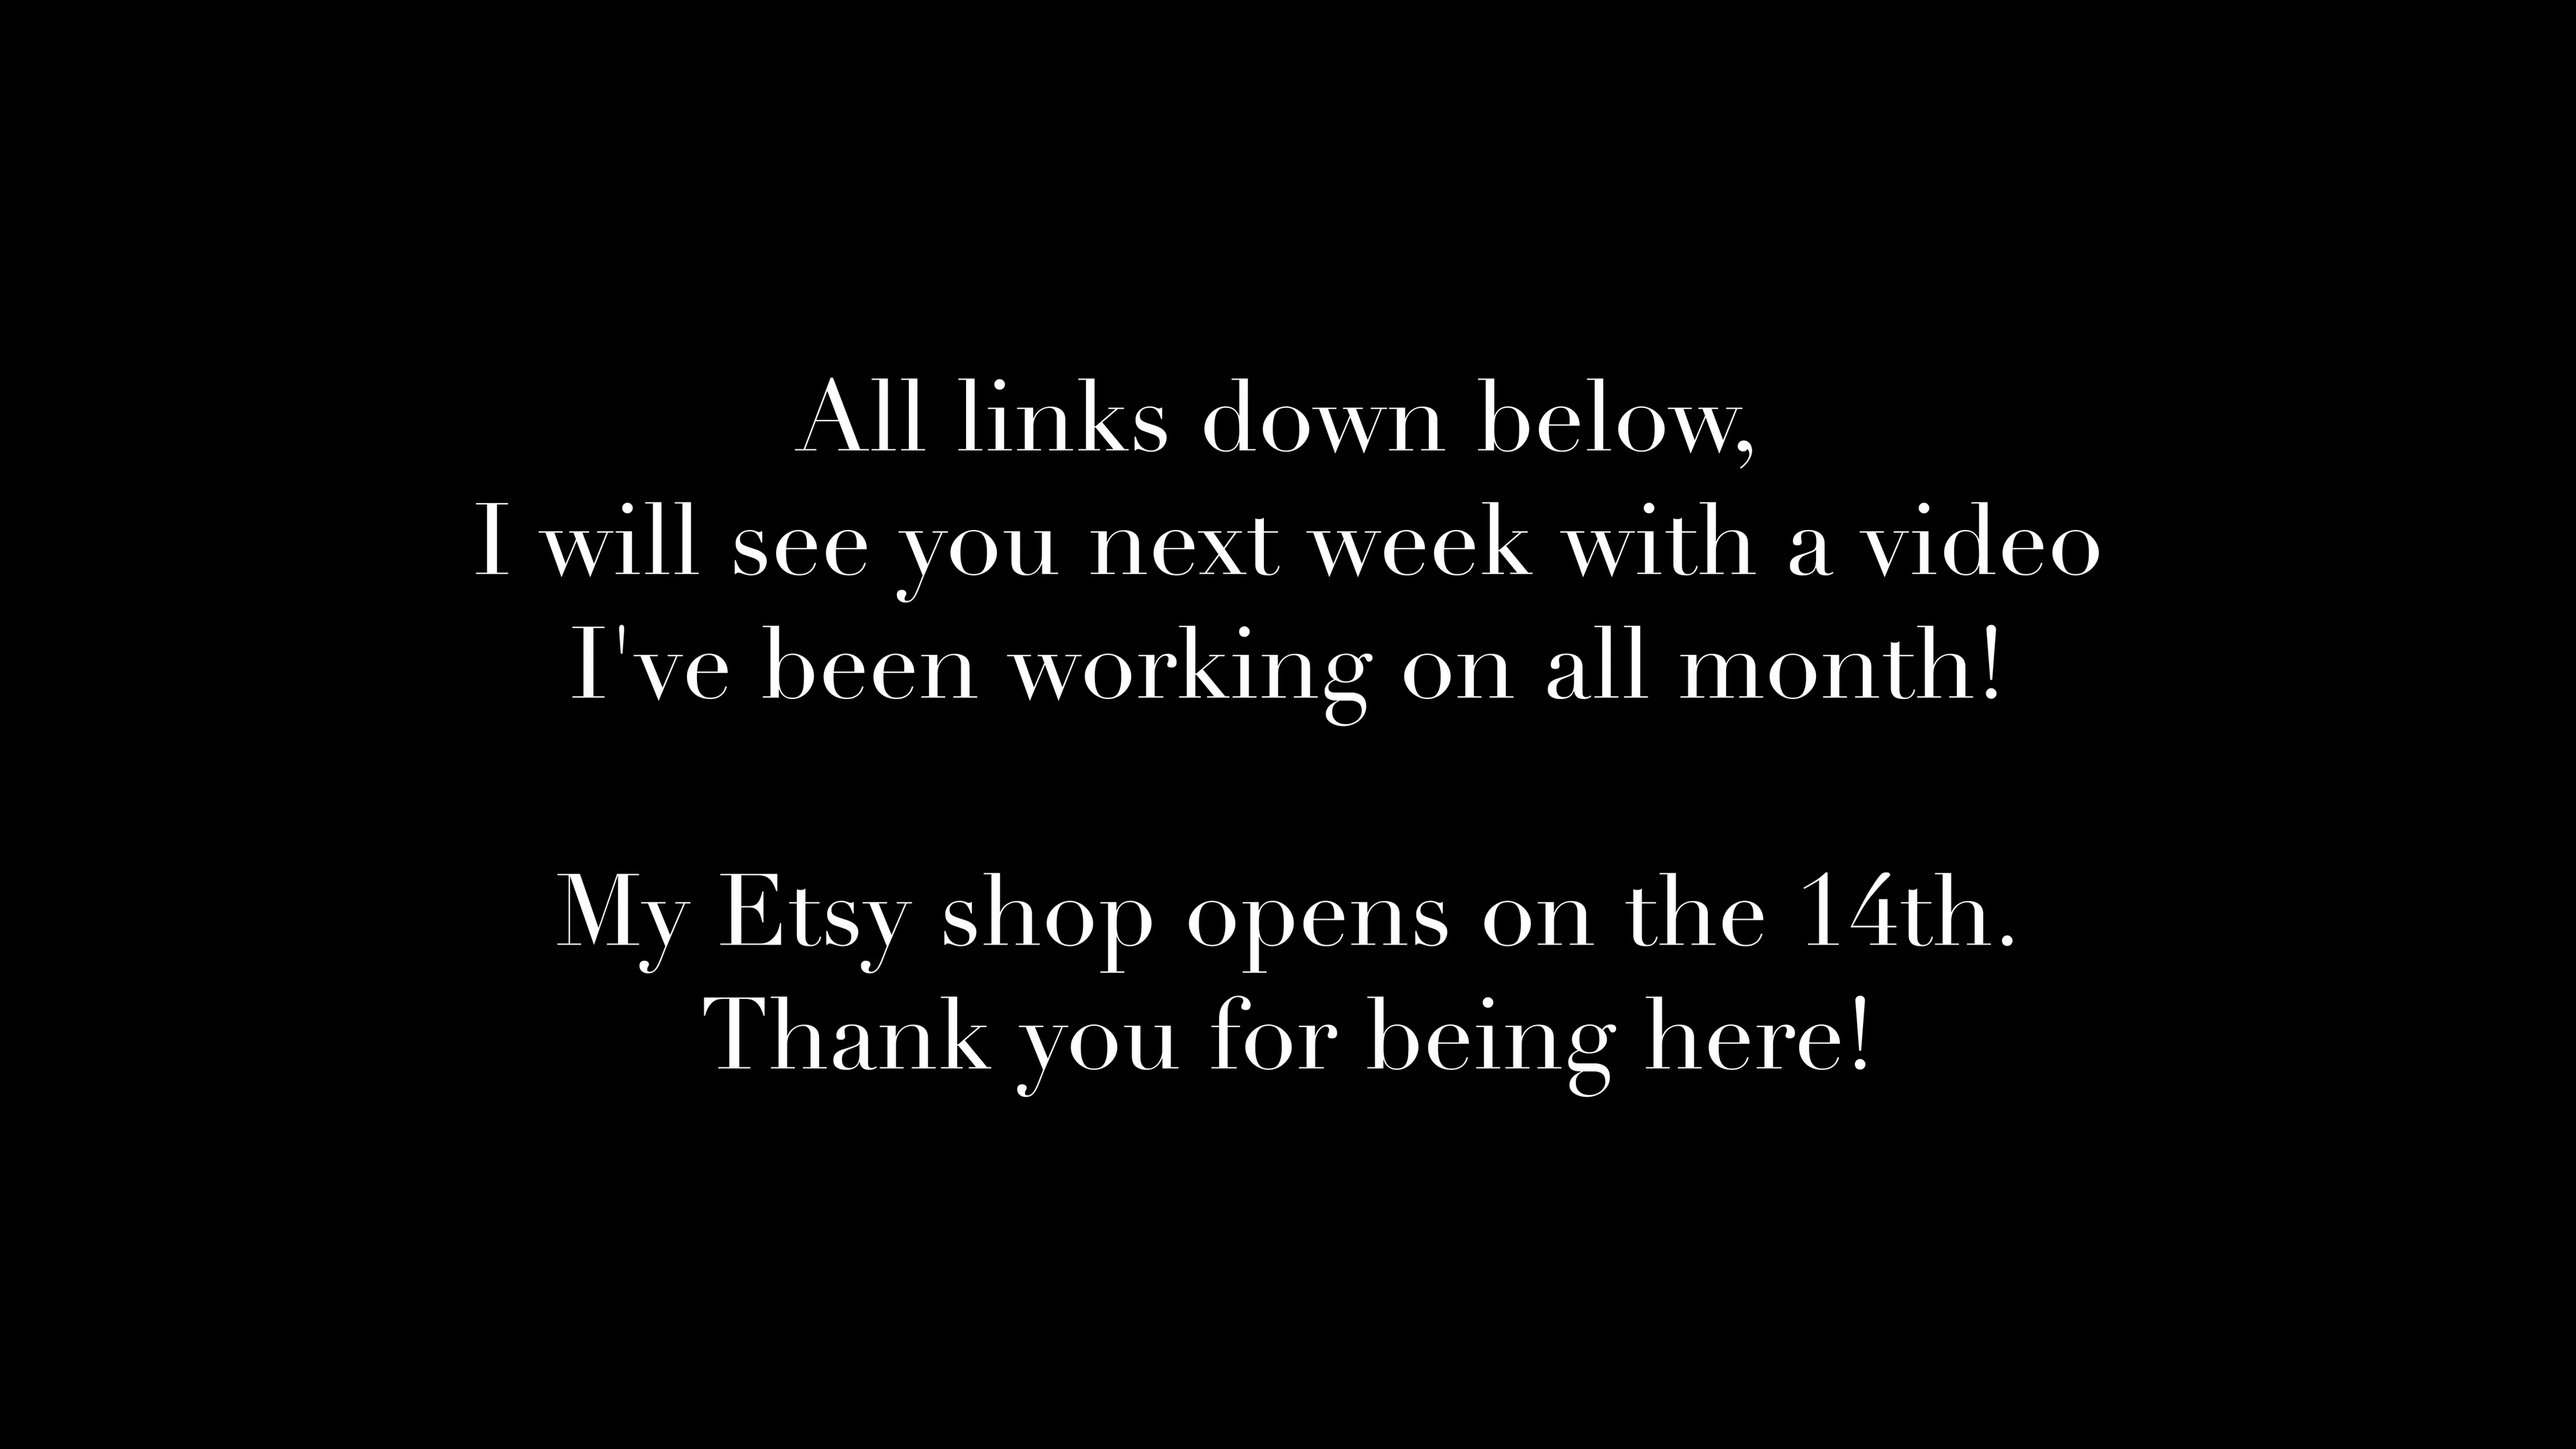 All links down below,
I will see you next week with a video
I've been working on all month!
My Etsy shop opens on the 14th.
Thank you for being here!